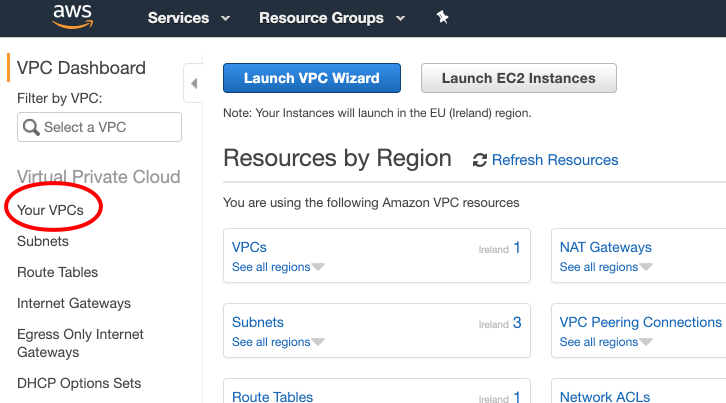 aws
Services
Resource Groups
VPC Dashboard
Filter by VPC:
Select a VPC
Virtual Private Cloud
Your VPCs
Subnets
Route Tables
Internet Gateways
Egress Only Internet
Gateways
DHCP Options Sets
Launch VPC Wizard
Launch EC2 Instances
Note: Your Instances will launch in the EU (Ireland) region.
Resources by Region
Refresh Resources
You are using the following Amazon VPC resources
VPCs Ireland 1
See all regions
NAT Gateways
See all regions
Subnets Ireland 3
See all regions
VPC Peering Connections
See all regions
Route Tables Ireland 1
Network ACLs